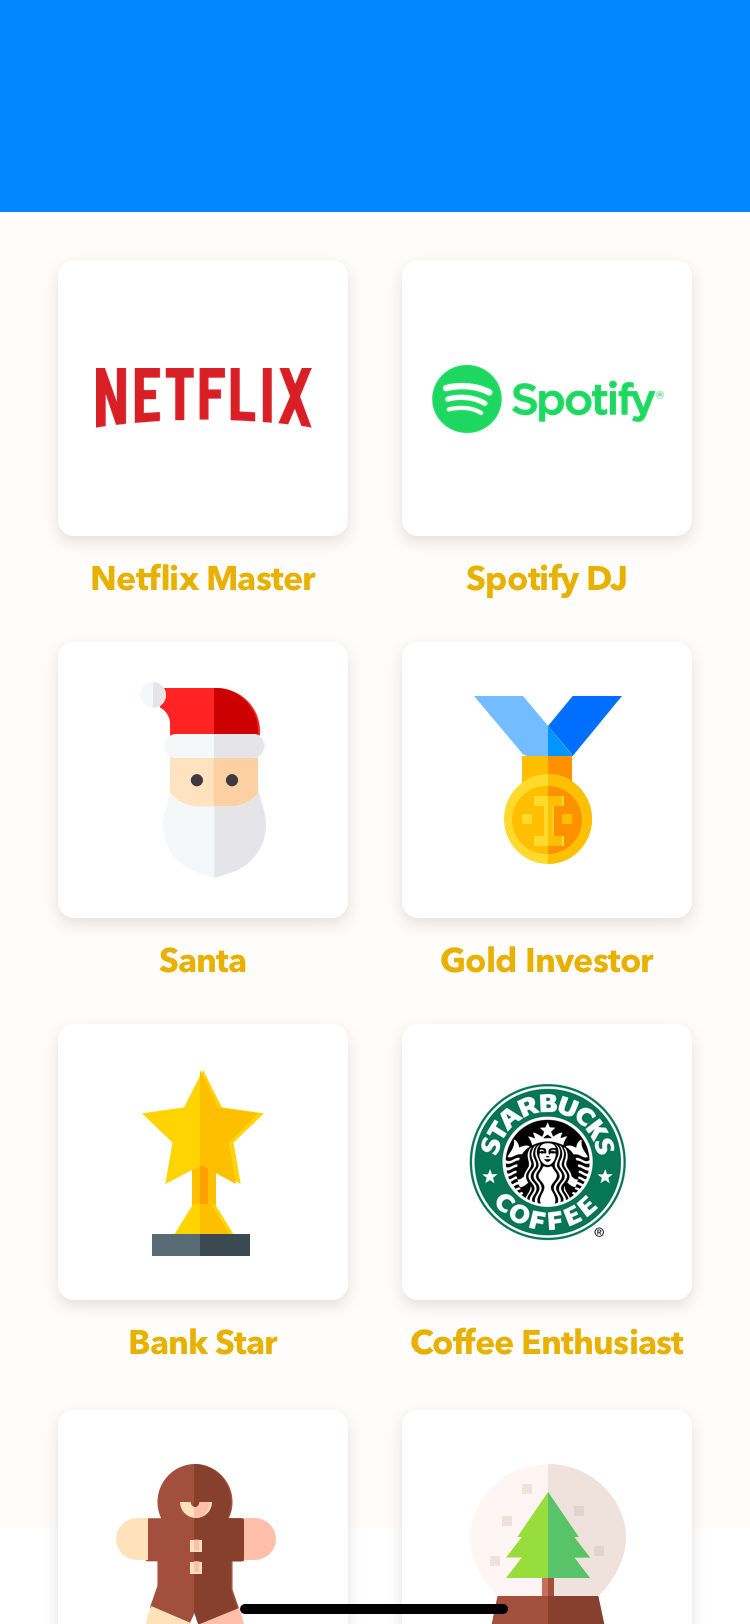 NETFLIX
Spotify®
Netflix Master
Spotify DJ
Santa
Gold Investor
STARBUCKS
COFFEE
®
Bank Star
Coffee Enthusiast